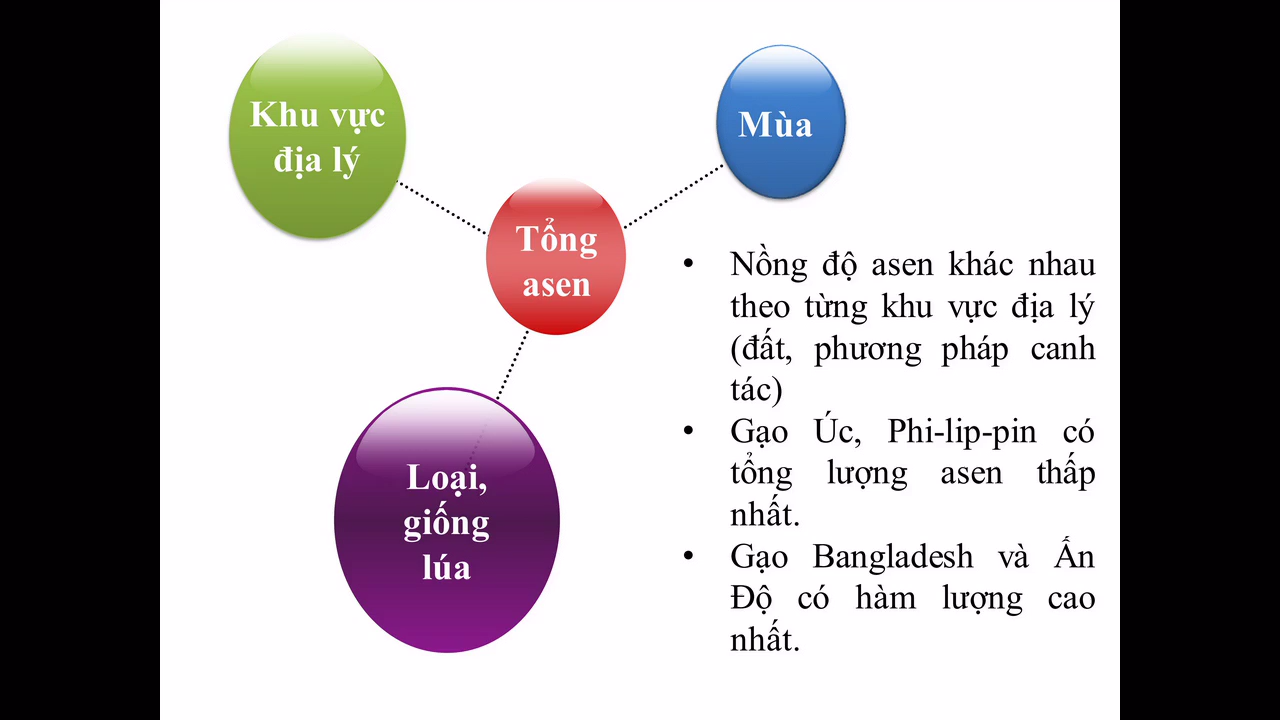 Khu vực
địa lý
Mùa
Tổng
asen
Loại,
giống
lúa
• Nồng độ asen khác nhau
theo từng khu vực địa lý
(đất, phương pháp canh
tác)
• Gạo Úc, Phi-lip-pin có
tổng lượng asen thấp
nhất.
• Gạo Bangladesh và Ấn
Độ có hàm lượng cao
nhất.